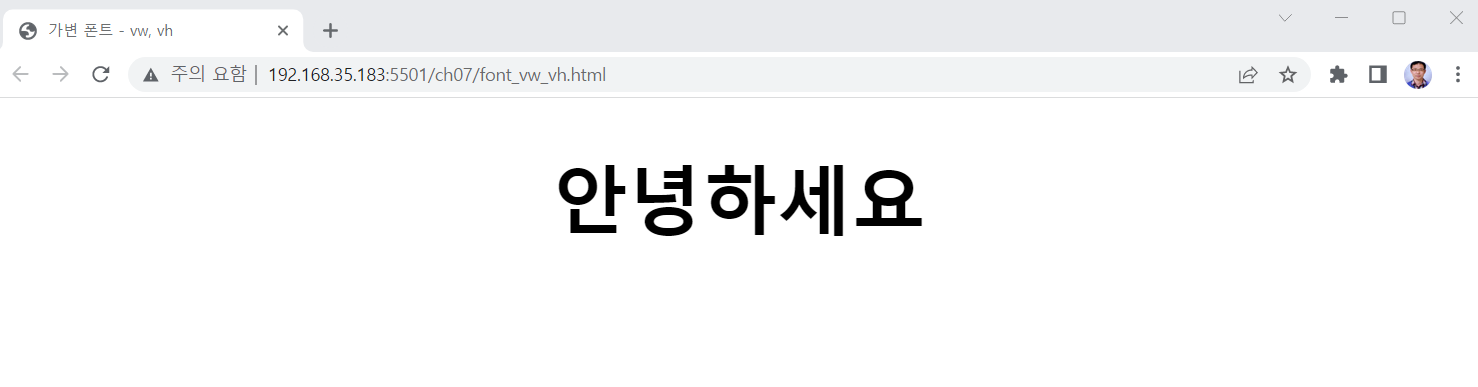 가변 폰트 - vw, vh
주의 요함 | 192.168.35.183:5501/ch07/font_vw_vh.html
안녕하세요